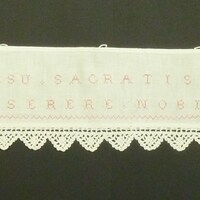 SU . SACRATIS
SERERE . NOBI